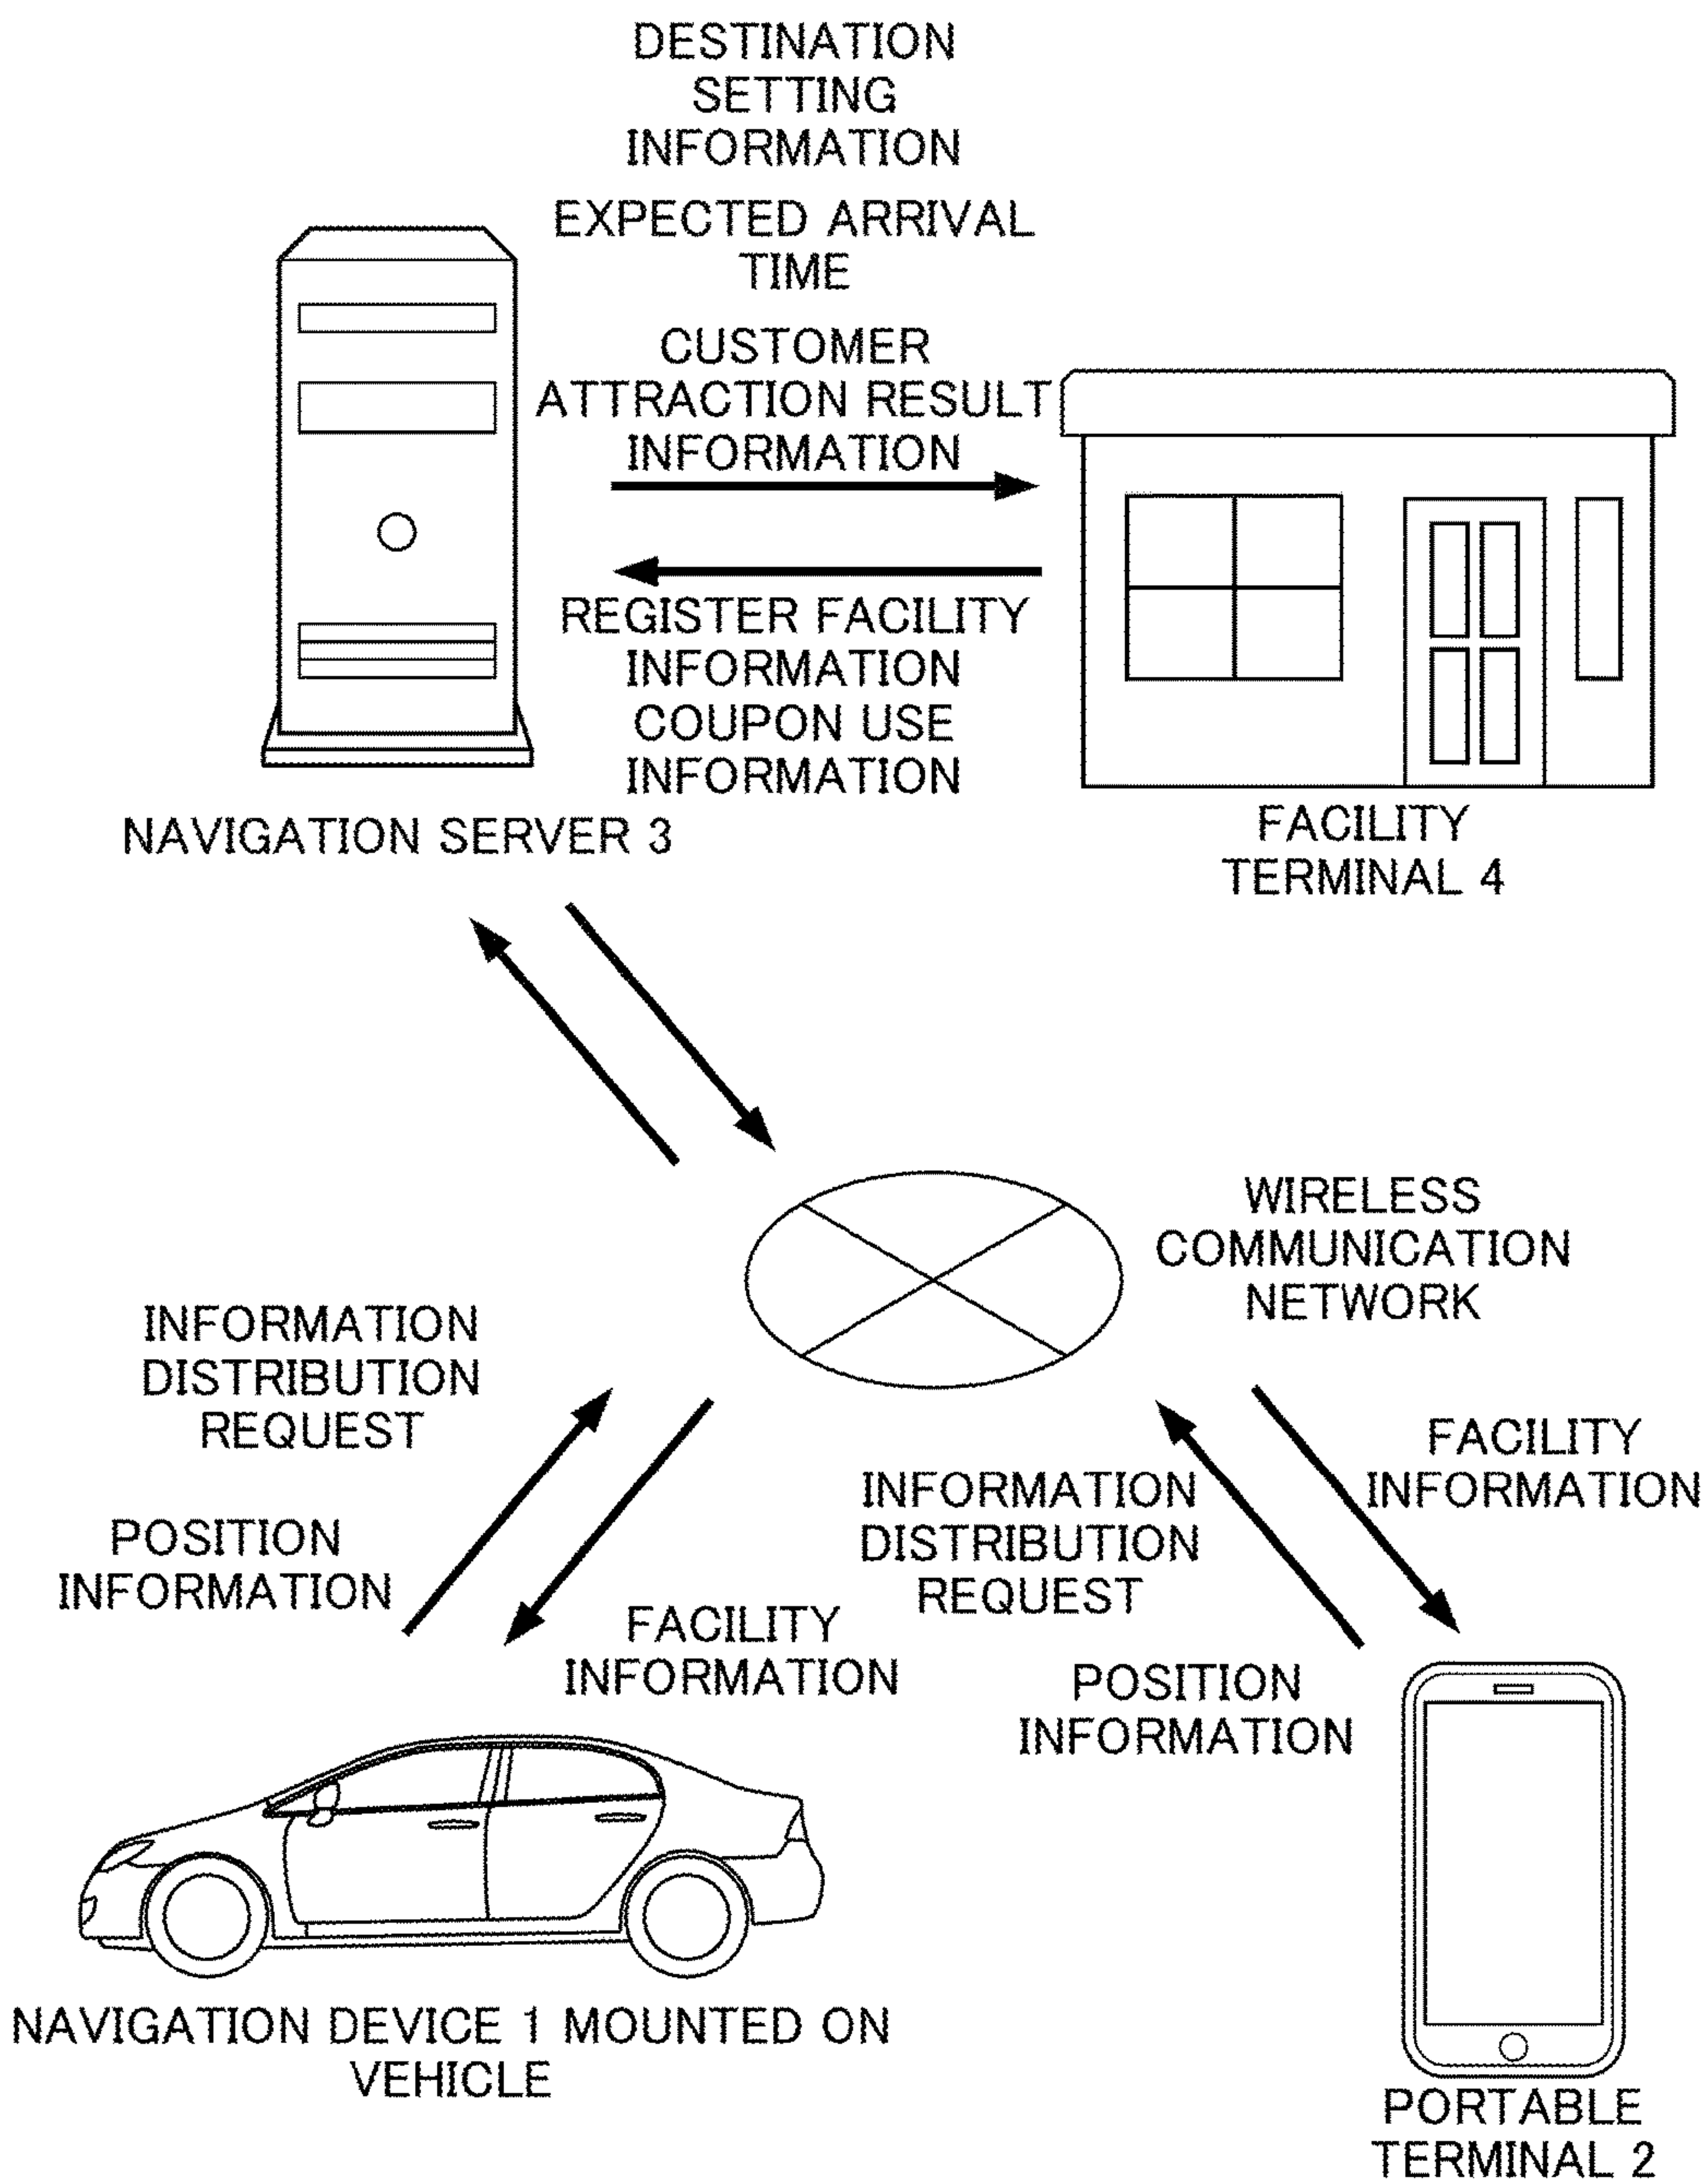 DESTINATION
SETTING
INFORMATION
EXPECTED ARRIVAL
TIME
CUSTOMER
ATTRACTION RESULT
INFORMATION
REGISTER FACILITY
INFORMATION
COUPON USE
INFORMATION
NAVIGATION SERVER 3
FACILITY
TERMINAL 4
WIRELESS
COMMUNICATION
NETWORK
INFORMATION
DISTRIBUTION
REQUEST
POSITION
INFORMATION
FACILITY
INFORMATION
INFORMATION
DISTRIBUTION
REQUEST
POSITION
INFORMATION
FACILITY
INFORMATION
NAVIGATION DEVICE 1 MOUNTED ON
VEHICLE
PORTABLE
TERMINAL 2